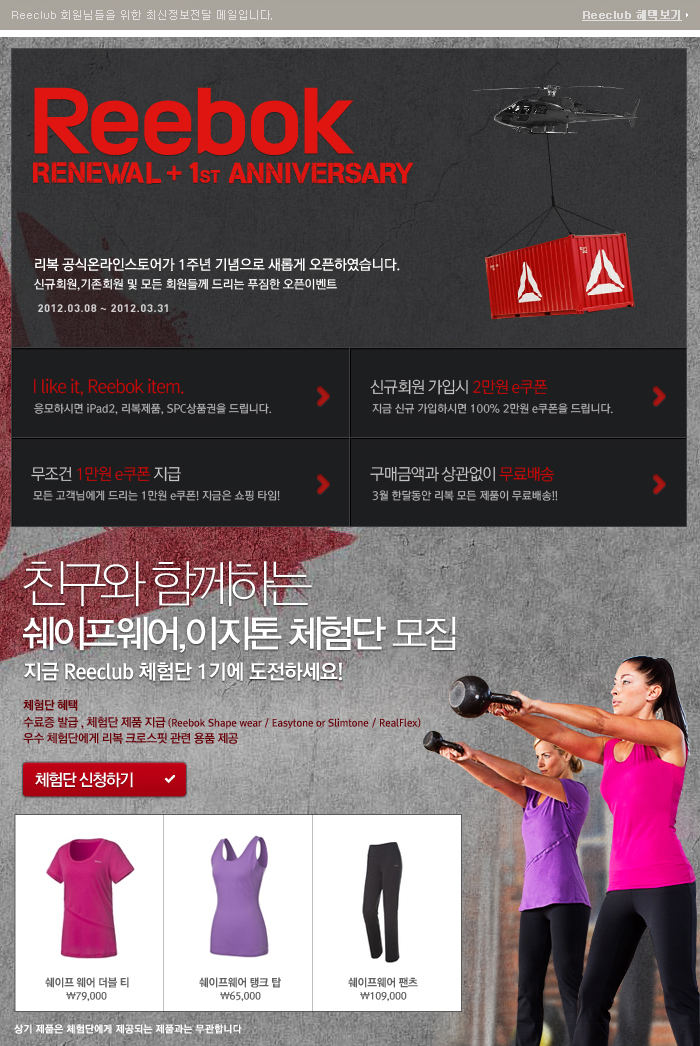 Reeclub 회원님들을 위한 최신정보전달 메일입니다.
Reeclub 혜택보기
Reebok
RENEWAL + 1ST ANNIVERSARY
리복 공식온라인스토어가 1주년 기념으로 새롭게 오픈하였습니다.
신규회원,기존회원 및 모든 회원들께 드리는 푸짐한 오픈이벤트
2012.03.08 ~ 2012.03.31
I like it, Reebok item.
응모하시면 iPad2, 리복제품, SPC상품권을 드립니다.
신규회원 가입시 2만원 e쿠폰
지금 신규 가입하시면 100% 2만원 e쿠폰을 드립니다.
무조건 1만원 e쿠폰 지급
모든 고객님에게 드리는 1만원 e쿠폰! 지금은 쇼핑 타임!
구매금액과 상관없이 무료배송
3월 한달동안 리복 모든 제품이 무료배송!!
친구와 함께하는
쉐이프웨어,이지톤 체험단 모집
지금 Reeclub 체험단 1기에 도전하세요!
체험단 혜택
수료증 발급 , 체험단 제품 지급 (Reebok Shape wear / Easytone or Slimtone / RealFlex)
우수 체험단에게 리복 크로스핏 관련 용품 제공
체험단 신청하기
쉐이프 웨어 더블 티
₩79,000
쉐이프웨어 탱크 탑
₩65,000
쉐이프웨어 팬츠
₩109,000
상기 제품은 체험단에게 제공되는 제품과는 무관합니다